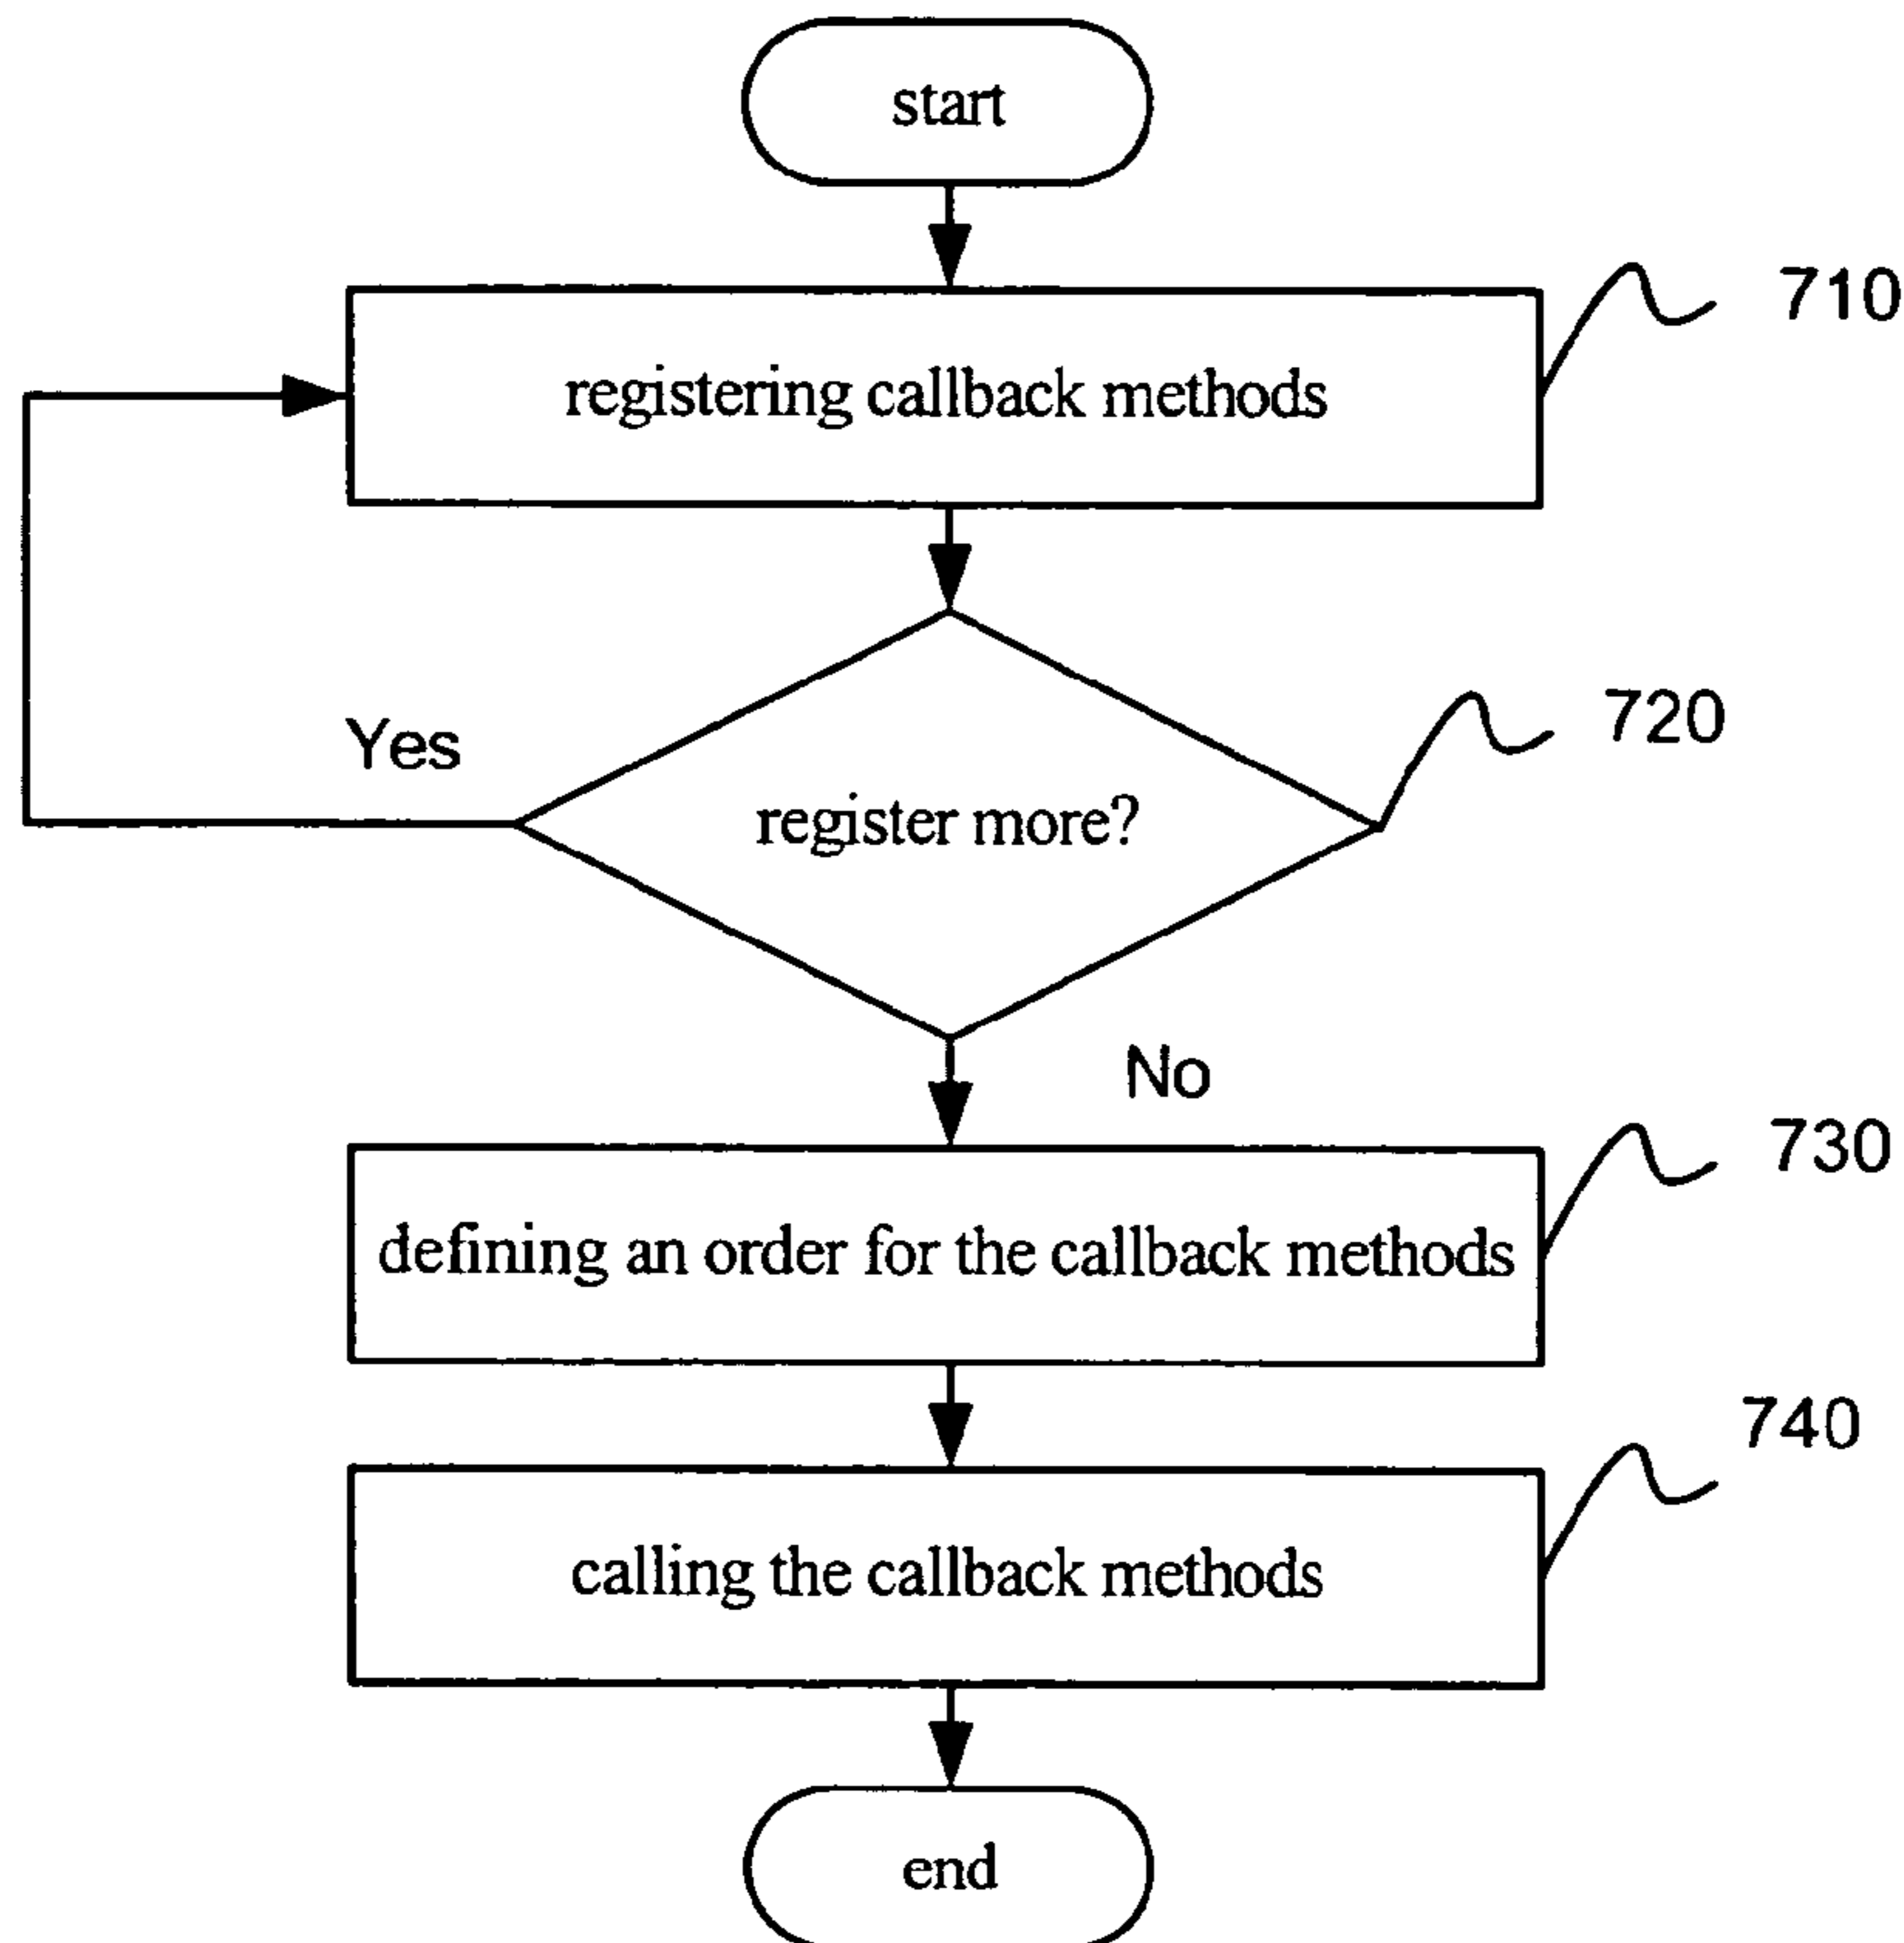 start
710
registering callback methods
720
Yes
register more?
No
730
defining an order for the callback methods
740
calling the callback methods
end